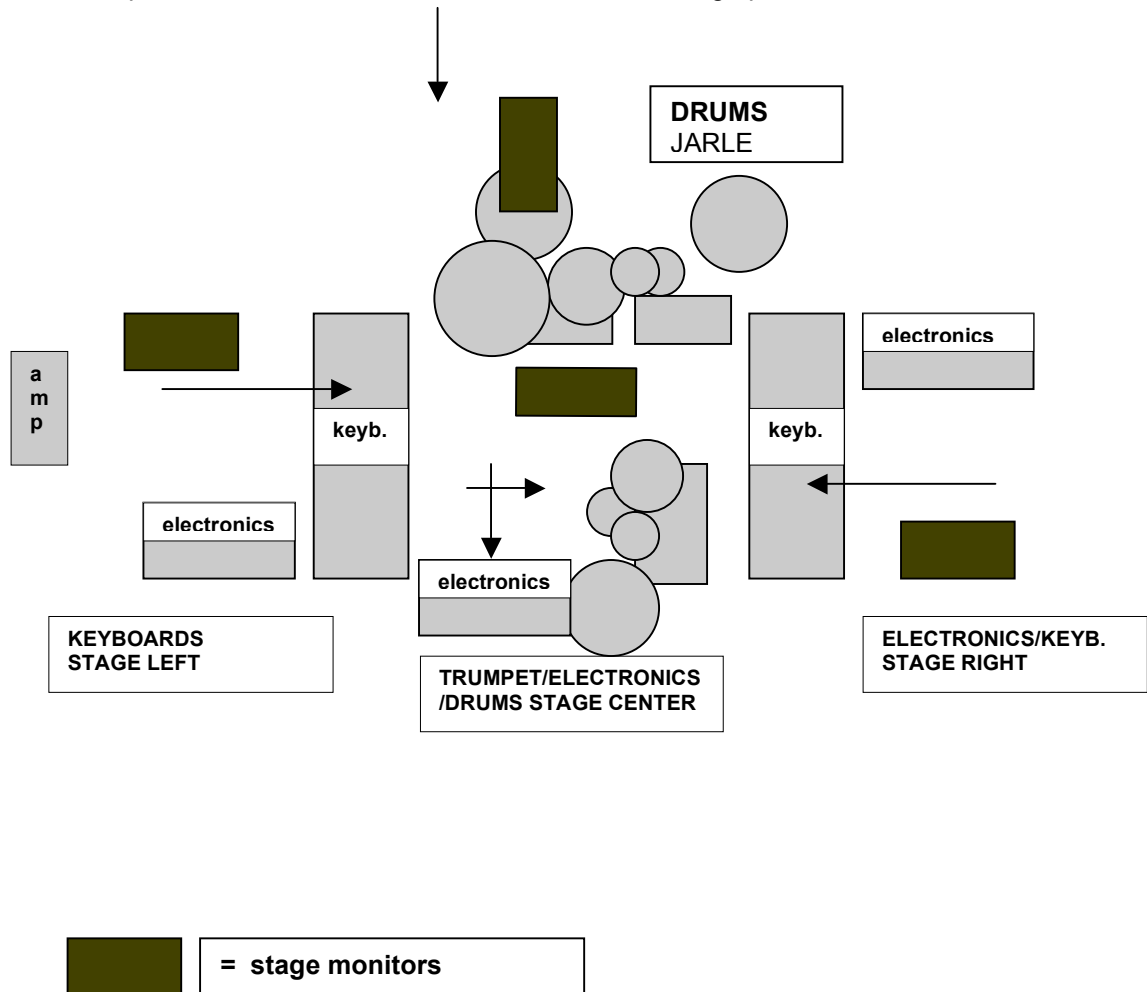 DRUMS
JARLE
electronics
a
m
p
keyb.
keyb.
electronics
electronics
KEYBOARDS
STAGE LEFT
TRUMPET/ELECTRONICS
/DRUMS STAGE CENTER
ELECTRONICS/KEYB.
STAGE RIGHT
= stage monitors